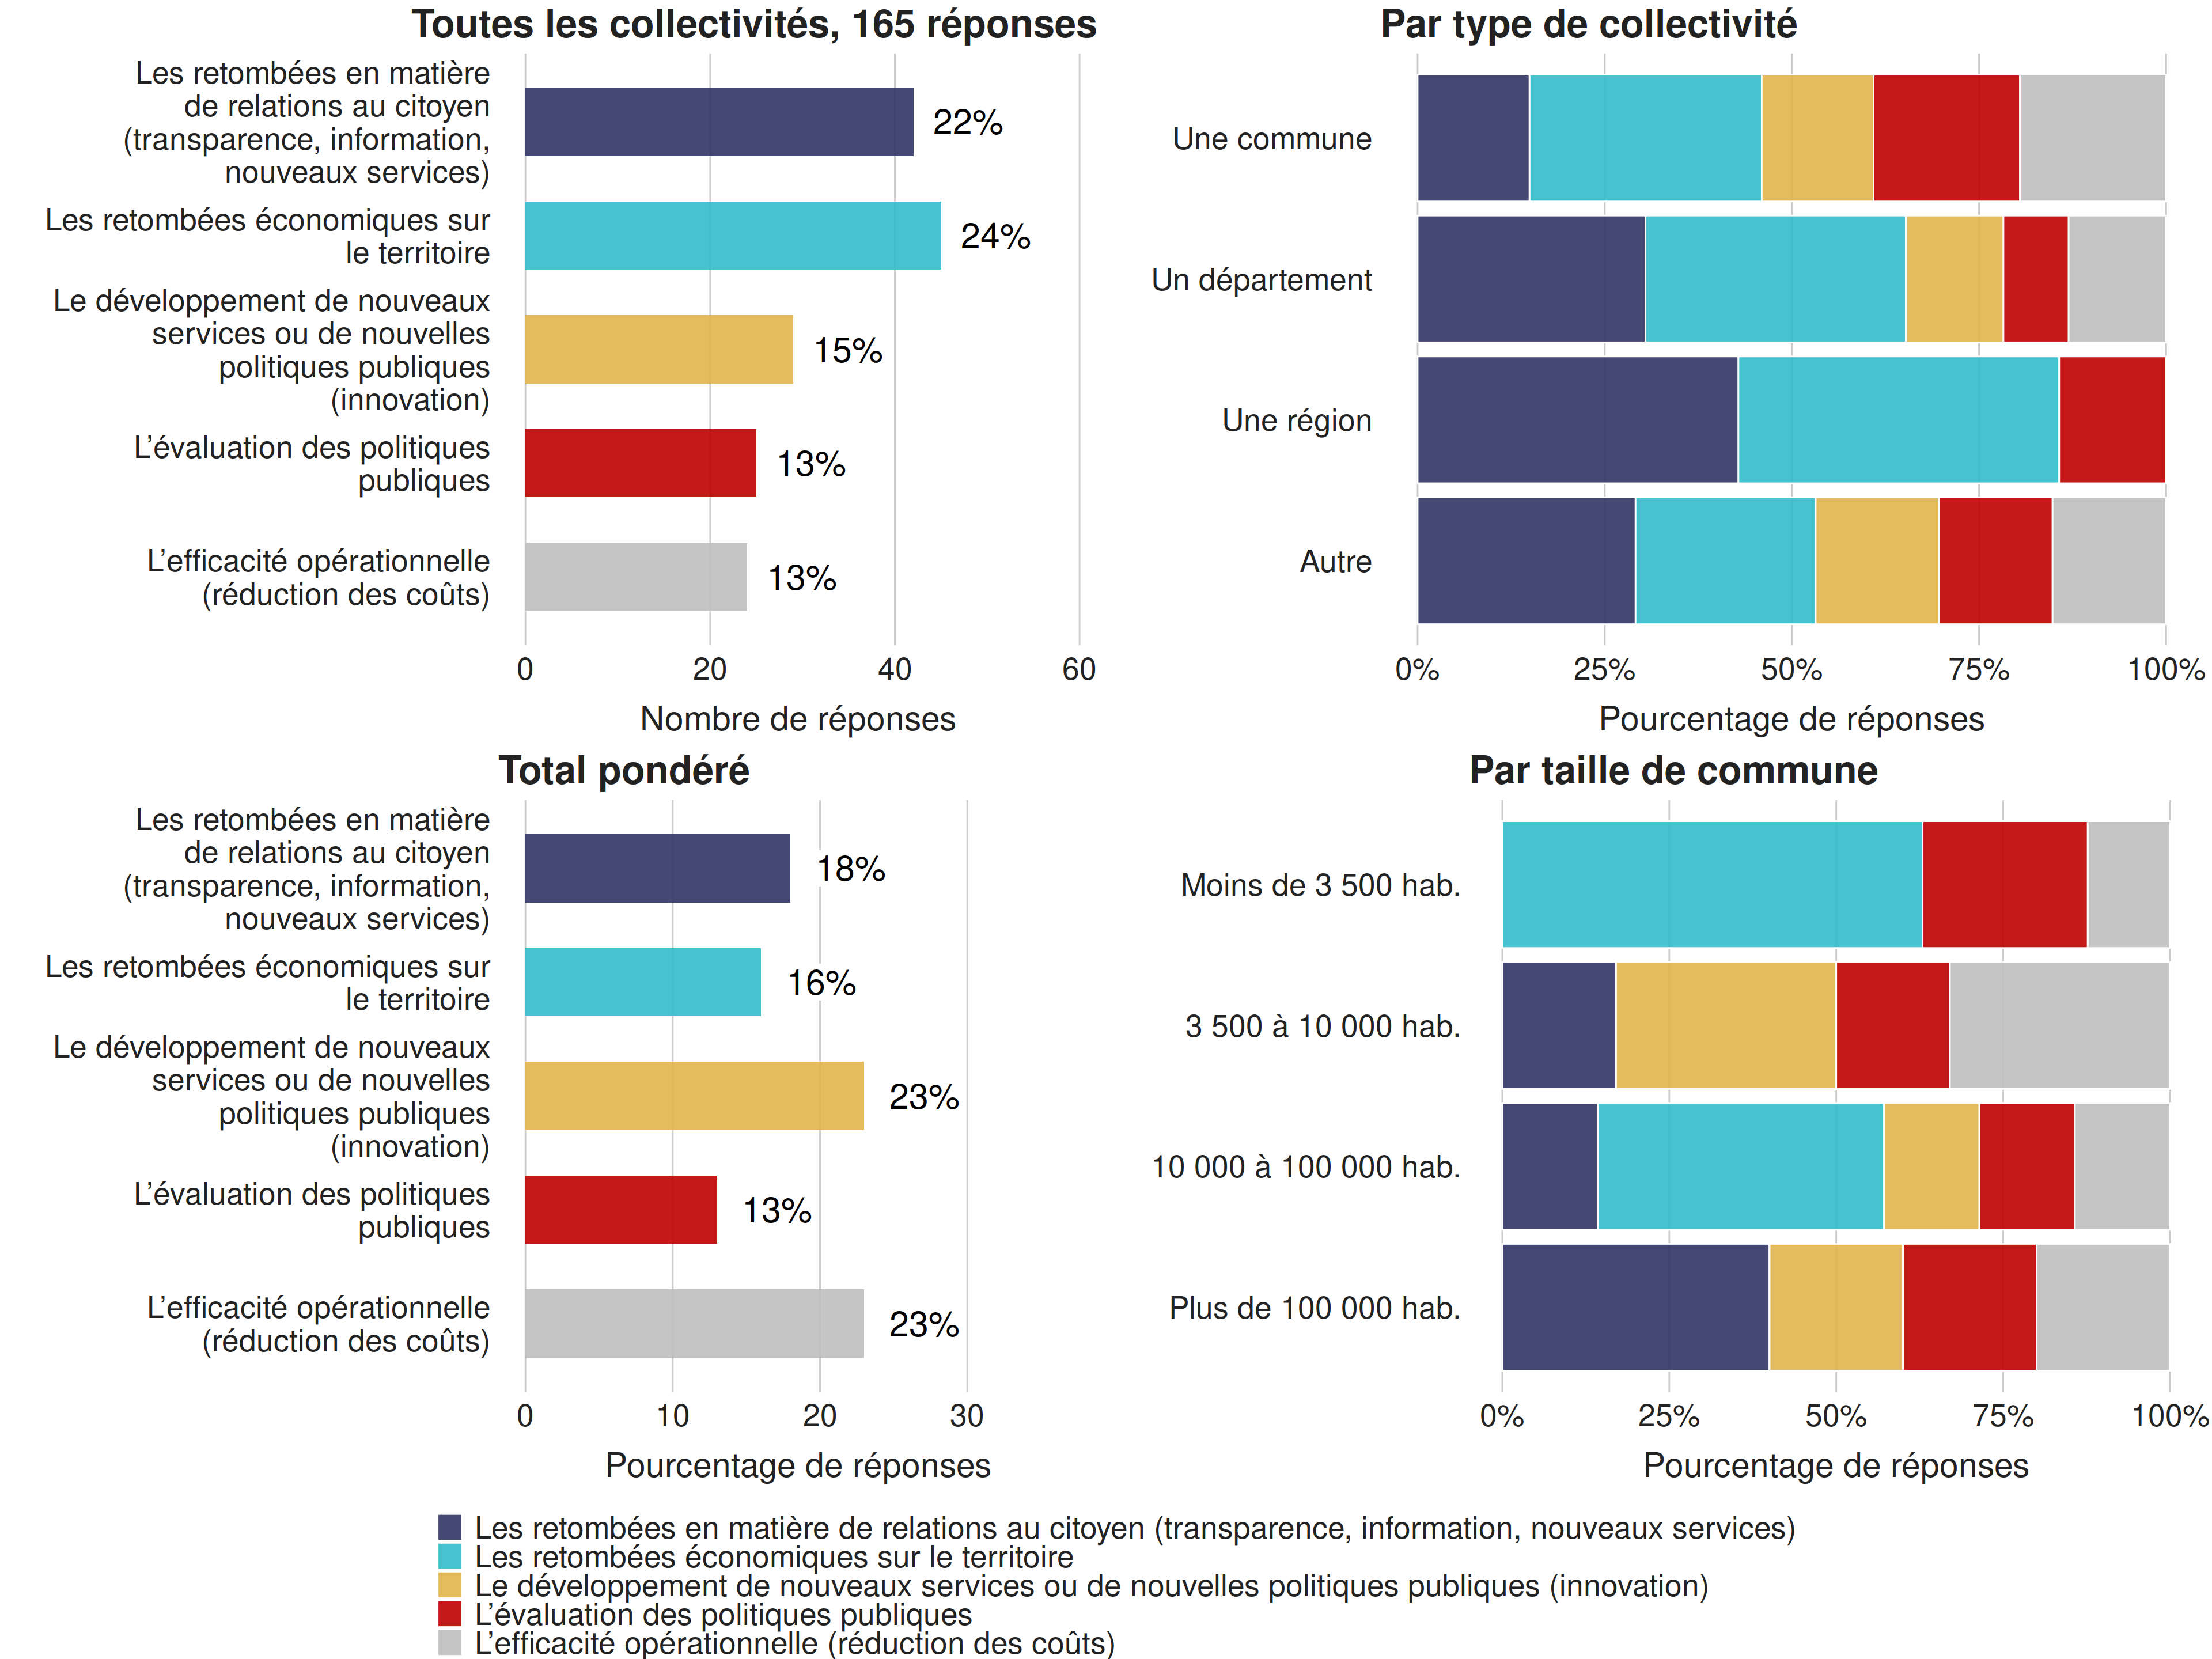 Toutes les collectivités, 165 réponses
Les retombées en matière
de relations au citoyen
(transparence, information,
nouveaux services)
22%
Les retombées économiques sur
le territoire
24%
Le développement de nouveaux
services ou de nouvelles
politiques publiques
(innovation)
15%
L’évaluation des politiques
publiques
13%
L’efficacité opérationnelle
(réduction des coûts)
13%
0 20 40 60
Nombre de réponses
Par type de collectivité
Une commune
Un département
Une région
Autre
0% 25% 50% 75% 100%
Pourcentage de réponses
Total pondéré
Les retombées en matière
de relations au citoyen
(transparence, information,
nouveaux services)
18%
Les retombées économiques sur
le territoire
16%
Le développement de nouveaux
services ou de nouvelles
politiques publiques
(innovation)
23%
L’évaluation des politiques
publiques
13%
L’efficacité opérationnelle
(réduction des coûts)
23%
0 10 20 30
Pourcentage de réponses
Par taille de commune
Moins de 3 500 hab.
3 500 à 10 000 hab.
10 000 à 100 000 hab.
Plus de 100 000 hab.
0% 25% 50% 75% 100%
Pourcentage de réponses
Les retombées en matière de relations au citoyen (transparence, information, nouveaux services)
Les retombées économiques sur le territoire
Le développement de nouveaux services ou de nouvelles politiques publiques (innovation)
L’évaluation des politiques publiques
L’efficacité opérationnelle (réduction des coûts)